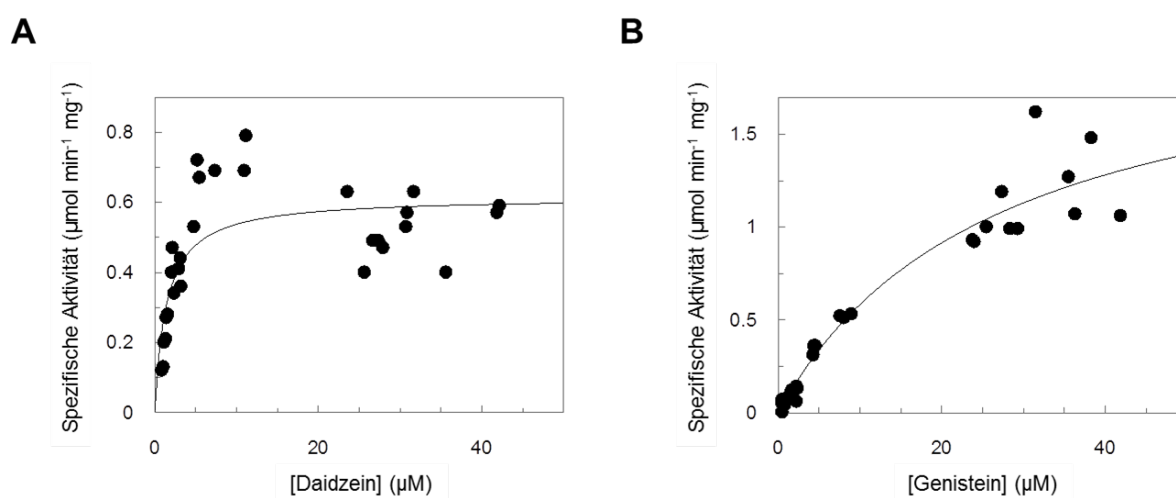 A
Spezifische Aktivität (µmol min⁻¹ mg⁻¹)
0.8
0.6
0.4
0.2
0
0
20
40
[Daidzein] (µM)
B
Spezifische Aktivität (µmol min⁻¹ mg⁻¹)
1.5
1
0.5
0
0
20
40
[Genistein] (µM)